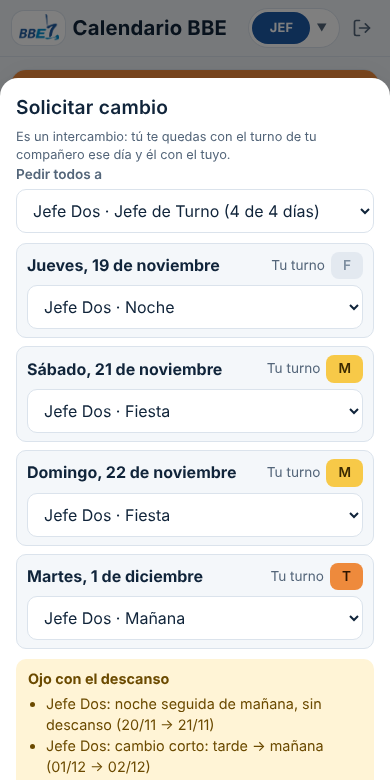 BBE
Calendario BBE
JEF ▼
Solicitar cambio
Es un intercambio: tú te quedas con el turno de tu
compañero ese día y él con el tuyo.
Pedir todos a
Jefe Dos · Jefe de Turno (4 de 4 días)
Jueves, 19 de noviembre Tu turno F
Jefe Dos · Noche
Sábado, 21 de noviembre Tu turno M
Jefe Dos · Fiesta
Domingo, 22 de noviembre Tu turno M
Jefe Dos · Fiesta
Martes, 1 de diciembre Tu turno T
Jefe Dos · Mañana
Ojo con el descanso
• Jefe Dos: noche seguida de mañana, sin
descanso (20/11 → 21/11)
• Jefe Dos: cambio corto: tarde → mañana
(01/12 → 02/12)